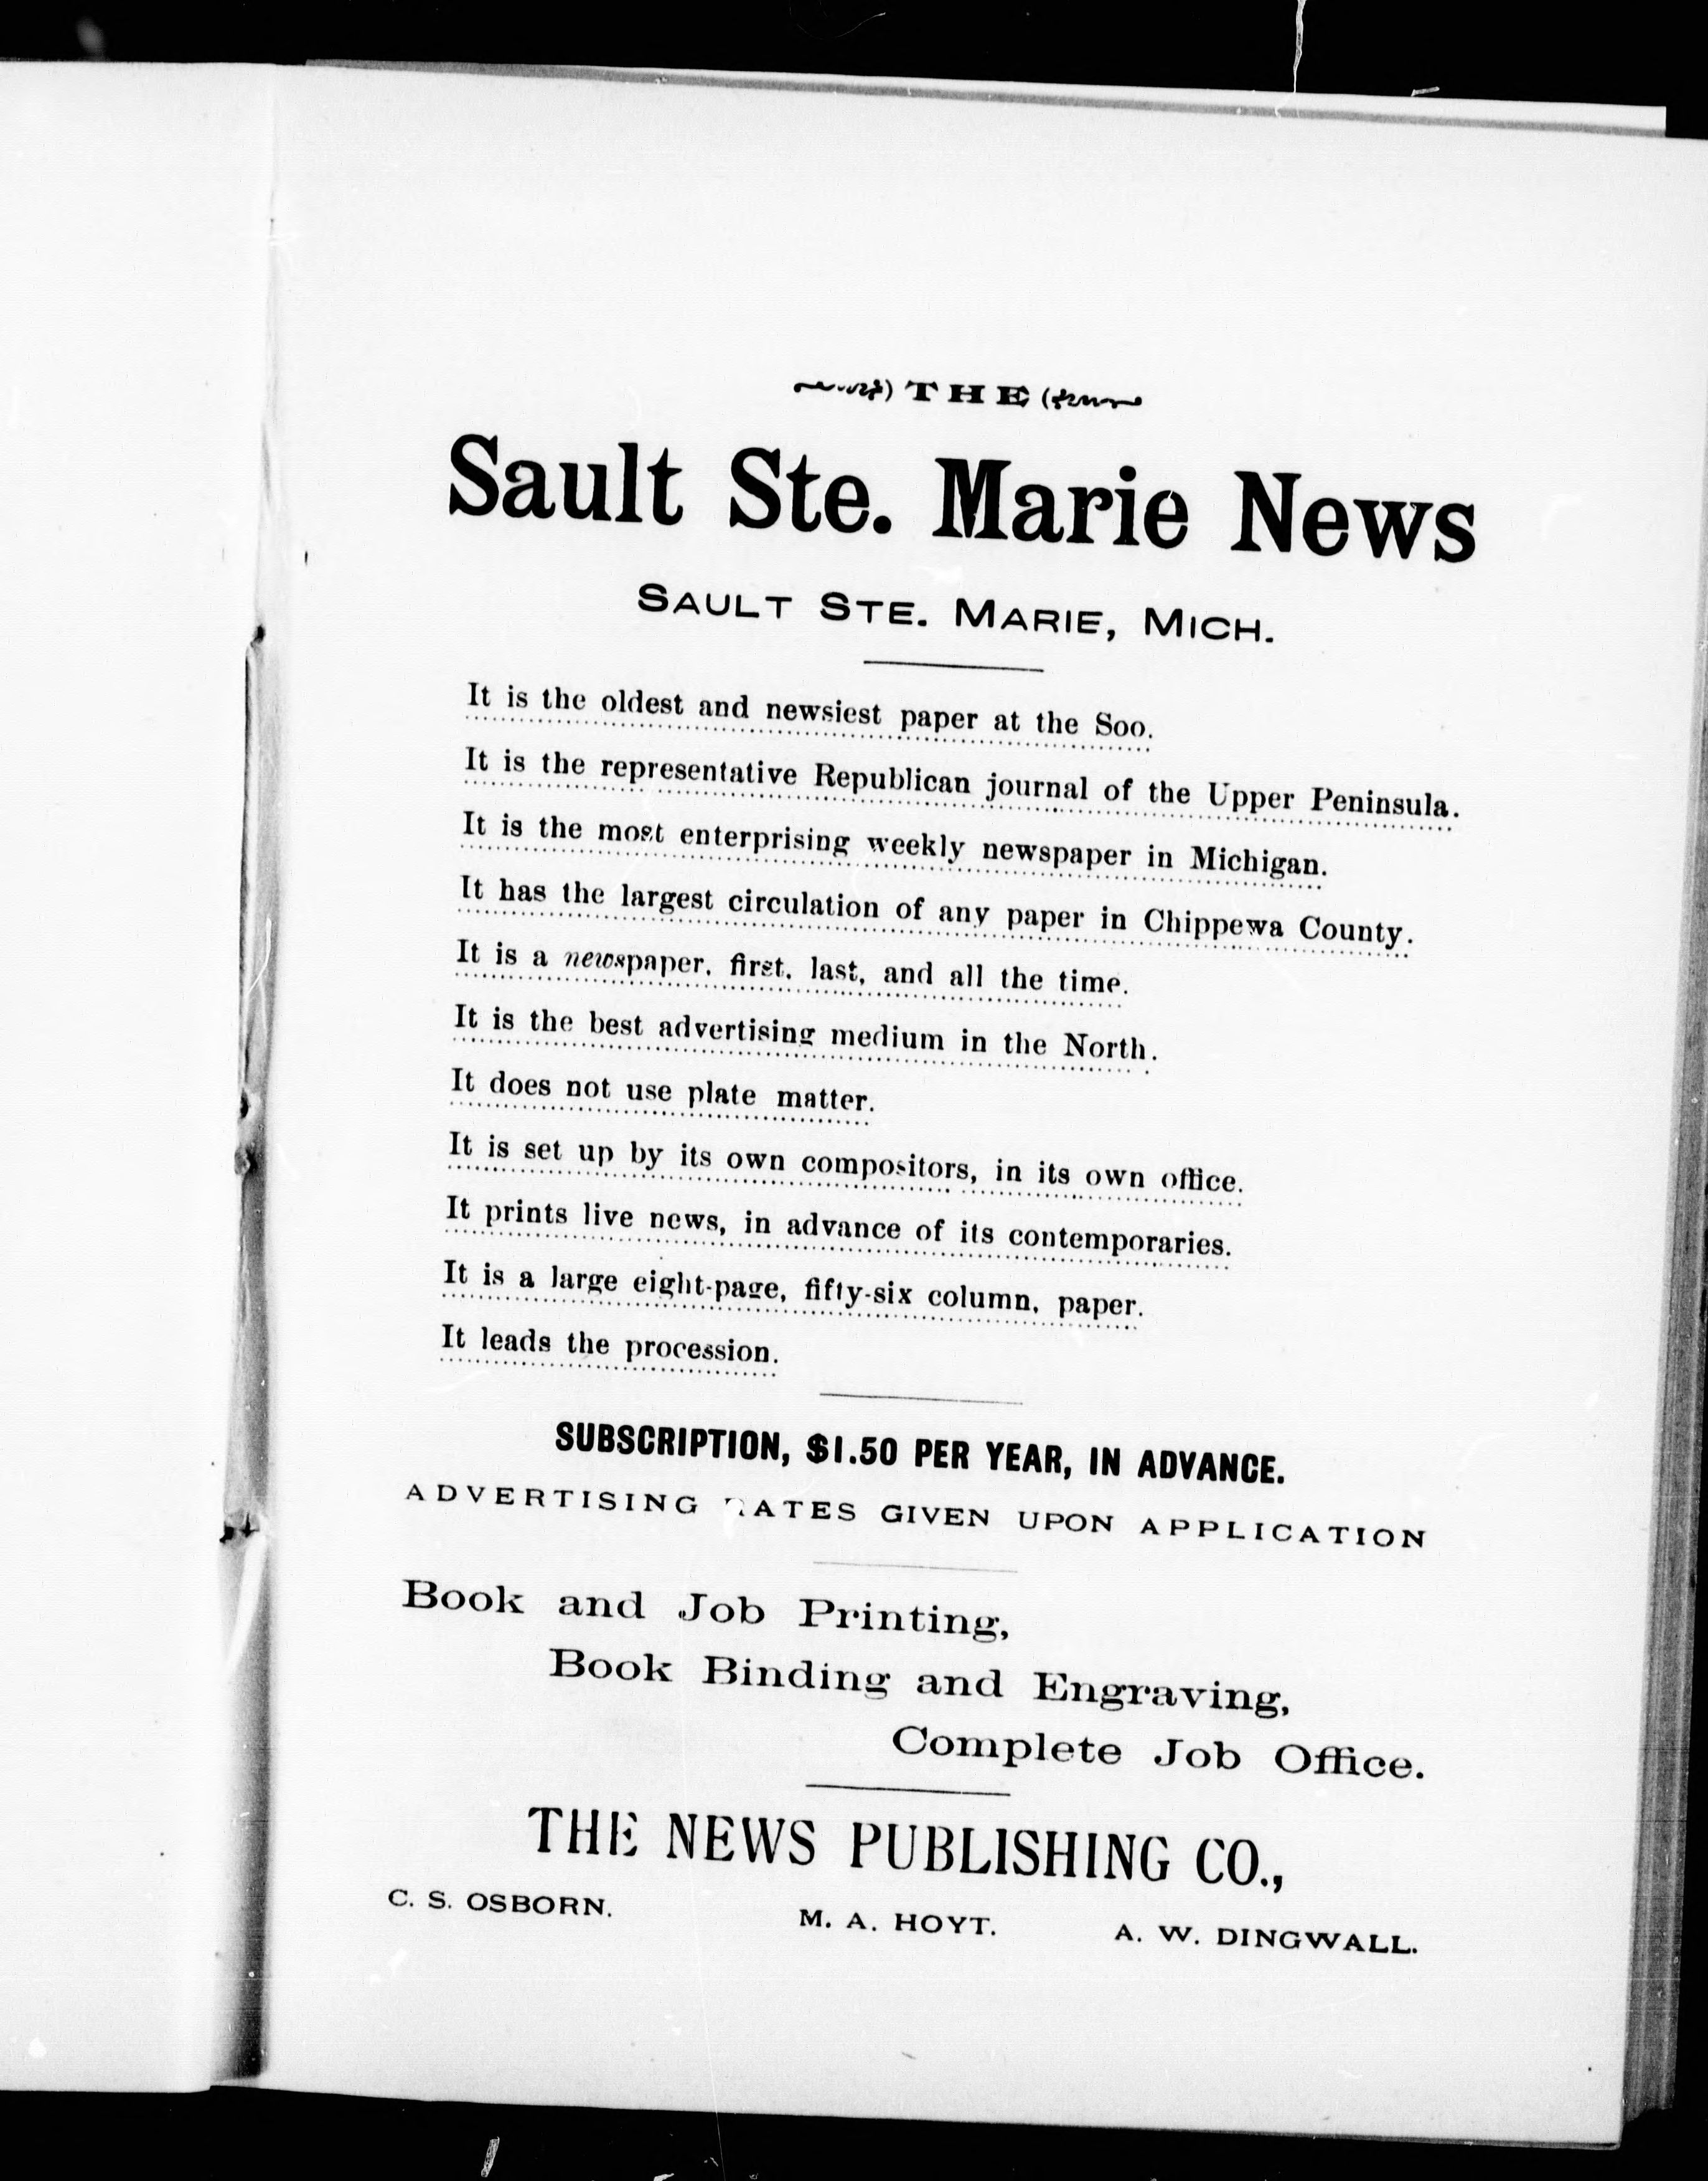 THE
Sault Ste. Marie News
SAULT STE. MARIE, MICH.
It is the oldest and newsiest paper at the Soo.
It is the representative Republican journal of the Upper Peninsula.
It is the most enterprising weekly newspaper in Michigan.
It has the largest circulation of any paper in Chippewa County.
It is a newspaper, first, last, and all the time.
It is the best advertising medium in the North.
It does not use plate matter.
It is set up by its own compositors, in its own office.
It prints live news, in advance of its contemporaries.
It is a large eight-page, fifty-six column, paper.
It leads the procession.
SUBSCRIPTION, $1.50 PER YEAR, IN ADVANCE.
ADVERTISING RATES GIVEN UPON APPLICATION
Book and Job Printing,
Book Binding and Engraving,
Complete Job Office.
THE NEWS PUBLISHING CO.,
C. S. OSBORN. M. A. HOYT. A. W. DINGWALL.